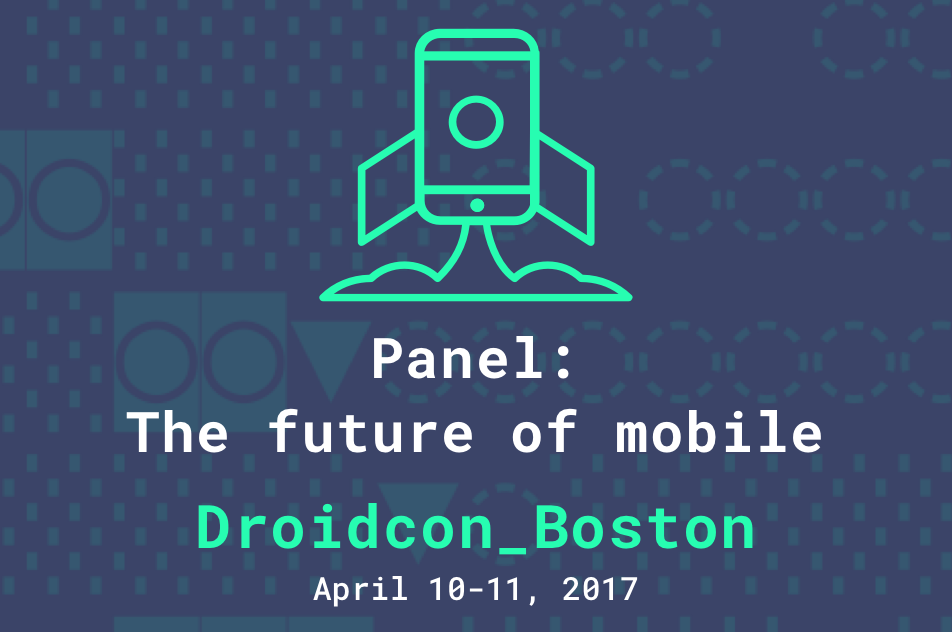 Panel:
The future of mobile
Droidcon_Boston
April 10-11, 2017